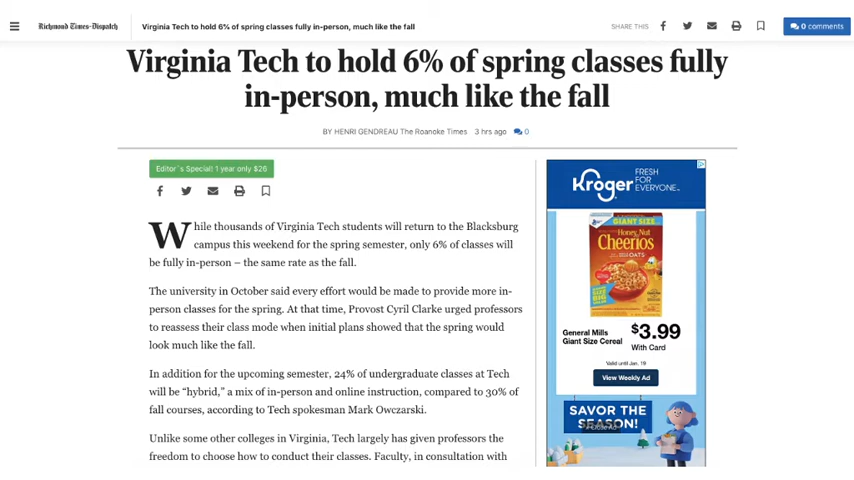 Richmond Times-Dispatch
Virginia Tech to hold 6% of spring classes fully in-person, much like the fall
SHARE THIS
0 comments
Virginia Tech to hold 6% of spring classes fully
in-person, much like the fall
BY HENRI GENDREAU The Roanoke Times 3 hrs ago 0
Editor`s Special! 1 year only $26
While thousands of Virginia Tech students will return to the Blacksburg
campus this weekend for the spring semester, only 6% of classes will
be fully in-person – the same rate as the fall.
The university in October said every effort would be made to provide more in-
person classes for the spring. At that time, Provost Cyril Clarke urged professors
to reassess their class mode when initial plans showed that the spring would
look much like the fall.
In addition for the upcoming semester, 24% of undergraduate classes at Tech
will be “hybrid,” a mix of in-person and online instruction, compared to 30% of
fall courses, according to Tech spokesman Mark Owczarski.
Unlike some other colleges in Virginia, Tech largely has given professors the
freedom to choose how to conduct their classes. Faculty, in consultation with
Kroger
FRESH
FOR
EVERYONE
GIANT SIZE
Honey Nut
Cheerios
General Mills
Giant Size Cereal
$3.99
With Card
Valid until Jan. 19
View Weekly Ad
SAVOR THE
SEASON!
Close Ad